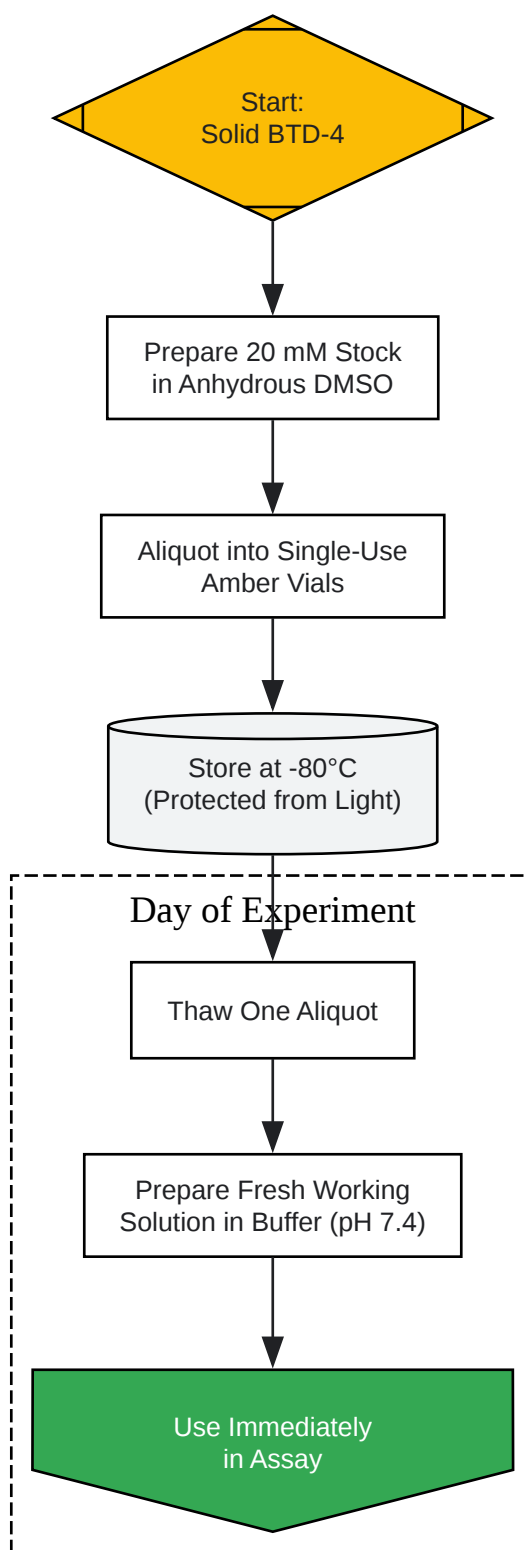 Start:
Solid BTD-4
Prepare 20 mM Stock
in Anhydrous DMSO
Aliquot into Single-Use
Amber Vials
Store at -80°C
(Protected from Light)
Day of Experiment
Thaw One Aliquot
Prepare Fresh Working
Solution in Buffer (pH 7.4)
Use Immediately
in Assay